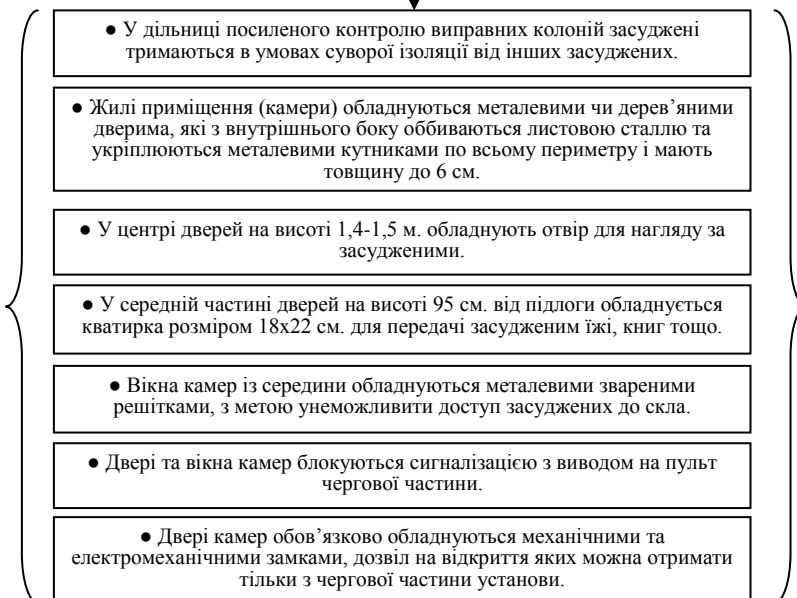 ● У дільниці посиленого контролю виправних колоній засуджені
тримаються в умовах суворої ізоляції від інших засуджених.
● Жилі приміщення (камери) обладнуються металевими чи дерев’яними
дверима, які з внутрішнього боку оббиваються листовою сталлю та
укріплюються металевими кутниками по всьому периметру і мають
товщину до 6 см.
● У центрі дверей на висоті 1,4-1,5 м. обладнують отвір для нагляду за
засудженими.
● У середній частині дверей на висоті 95 см. від підлоги обладнується
кватирка розміром 18х22 см. для передачі засудженим їжі, книг тощо.
● Вікна камер із середини обладнуються металевими звареними
решітками, з метою унеможливити доступ засуджених до скла.
● Двері та вікна камер блокуються сигналізацією з виводом на пульт
чергової частини.
● Двері камер обов’язково обладнуються механічними та
електромеханічними замками, дозвіл на відкриття яких можна отримати
тільки з чергової частини установи.